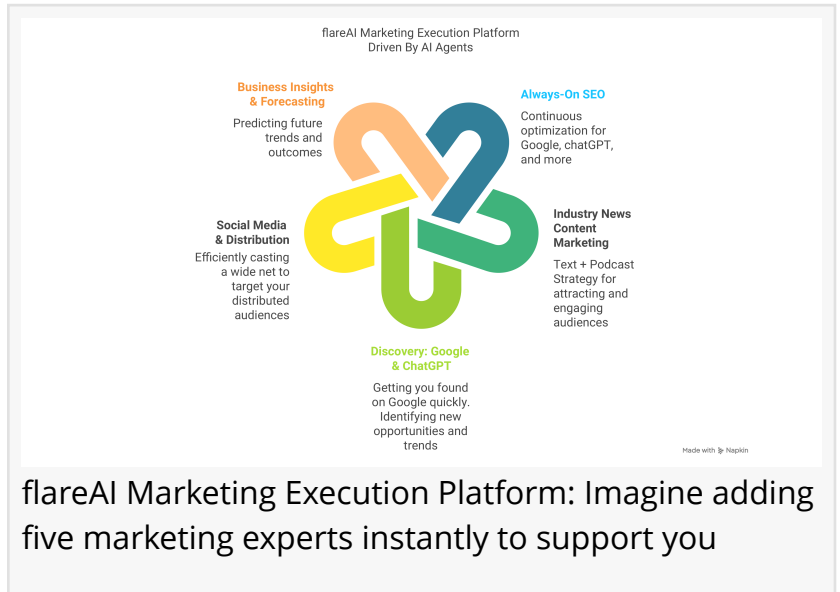 flareAI Marketing Execution Platform
Driven By AI Agents
Business Insights
& Forecasting
Predicting future
trends and
outcomes
Always-On SEO
Continuous
optimization for
Google, chatGPT,
and more
Social Media
& Distribution
Efficiently casting
a wide net to
target your
distributed
audiences
Industry News
Content
Marketing
Text + Podcast
Strategy for
attracting and
engaging
audiences
Discovery: Google
& ChatGPT
Getting you found
on Google quickly.
Identifying new
opportunities and
trends
Made with Napkin
flareAI Marketing Execution Platform: Imagine adding
five marketing experts instantly to support you